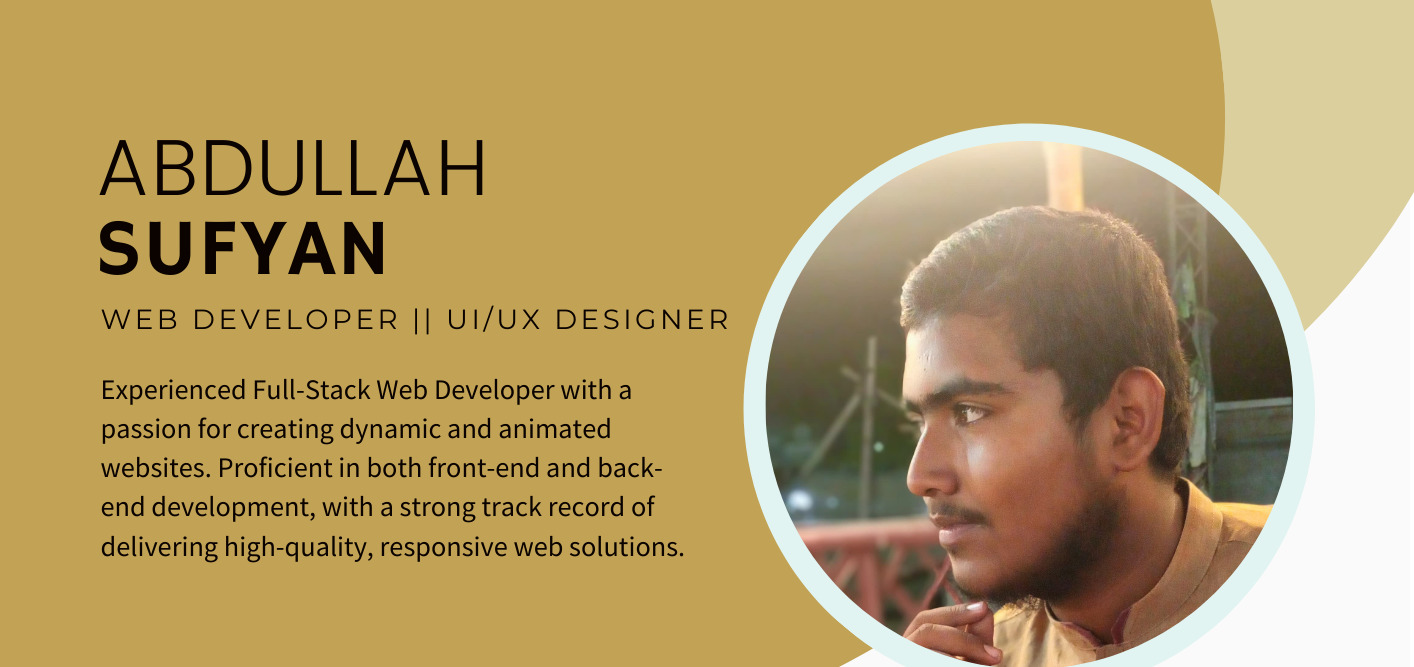 ABDULLAH
SUFYAN
WEB DEVELOPER || UI/UX DESIGNER
Experienced Full-Stack Web Developer with a
passion for creating dynamic and animated
websites. Proficient in both front-end and back-
end development, with a strong track record of
delivering high-quality, responsive web solutions.